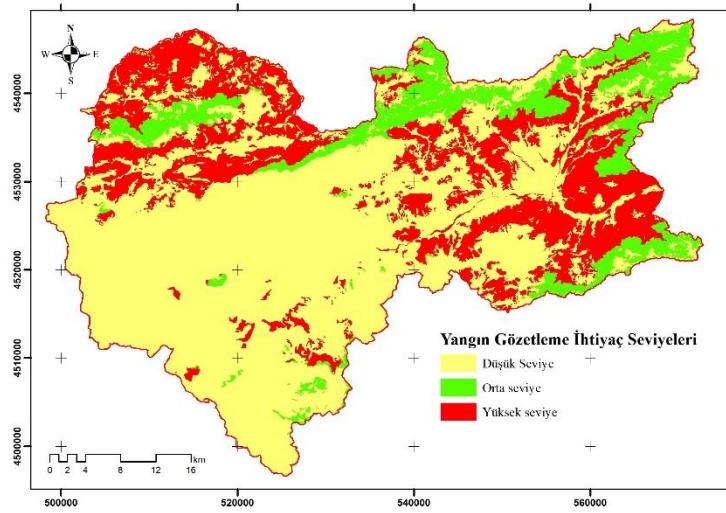 N
W E
S
4540000
4530000
4520000
4510000
4500000
Yangın Gözetleme İhtiyaç Seviyeleri
Düşük Seviye
Orta seviye
Yüksek seviye
0 1 2 4 8 12 16
km
500000 520000 540000 560000